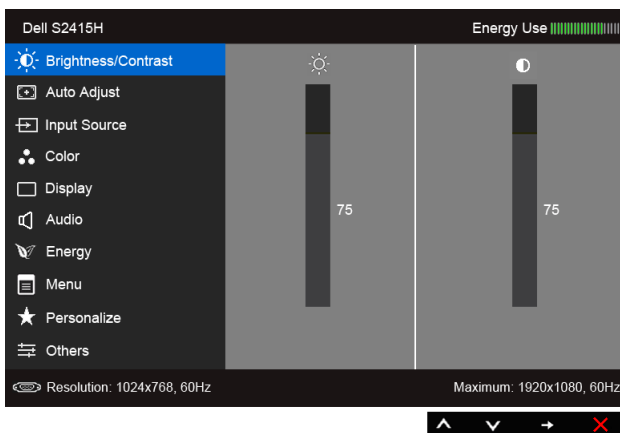 Dell S2415H
Energy Use
Brightness/Contrast
Auto Adjust
Input Source
Color
Display
Audio
Energy
Menu
Personalize
Others
75
75
Resolution: 1024x768, 60Hz
Maximum: 1920x1080, 60Hz